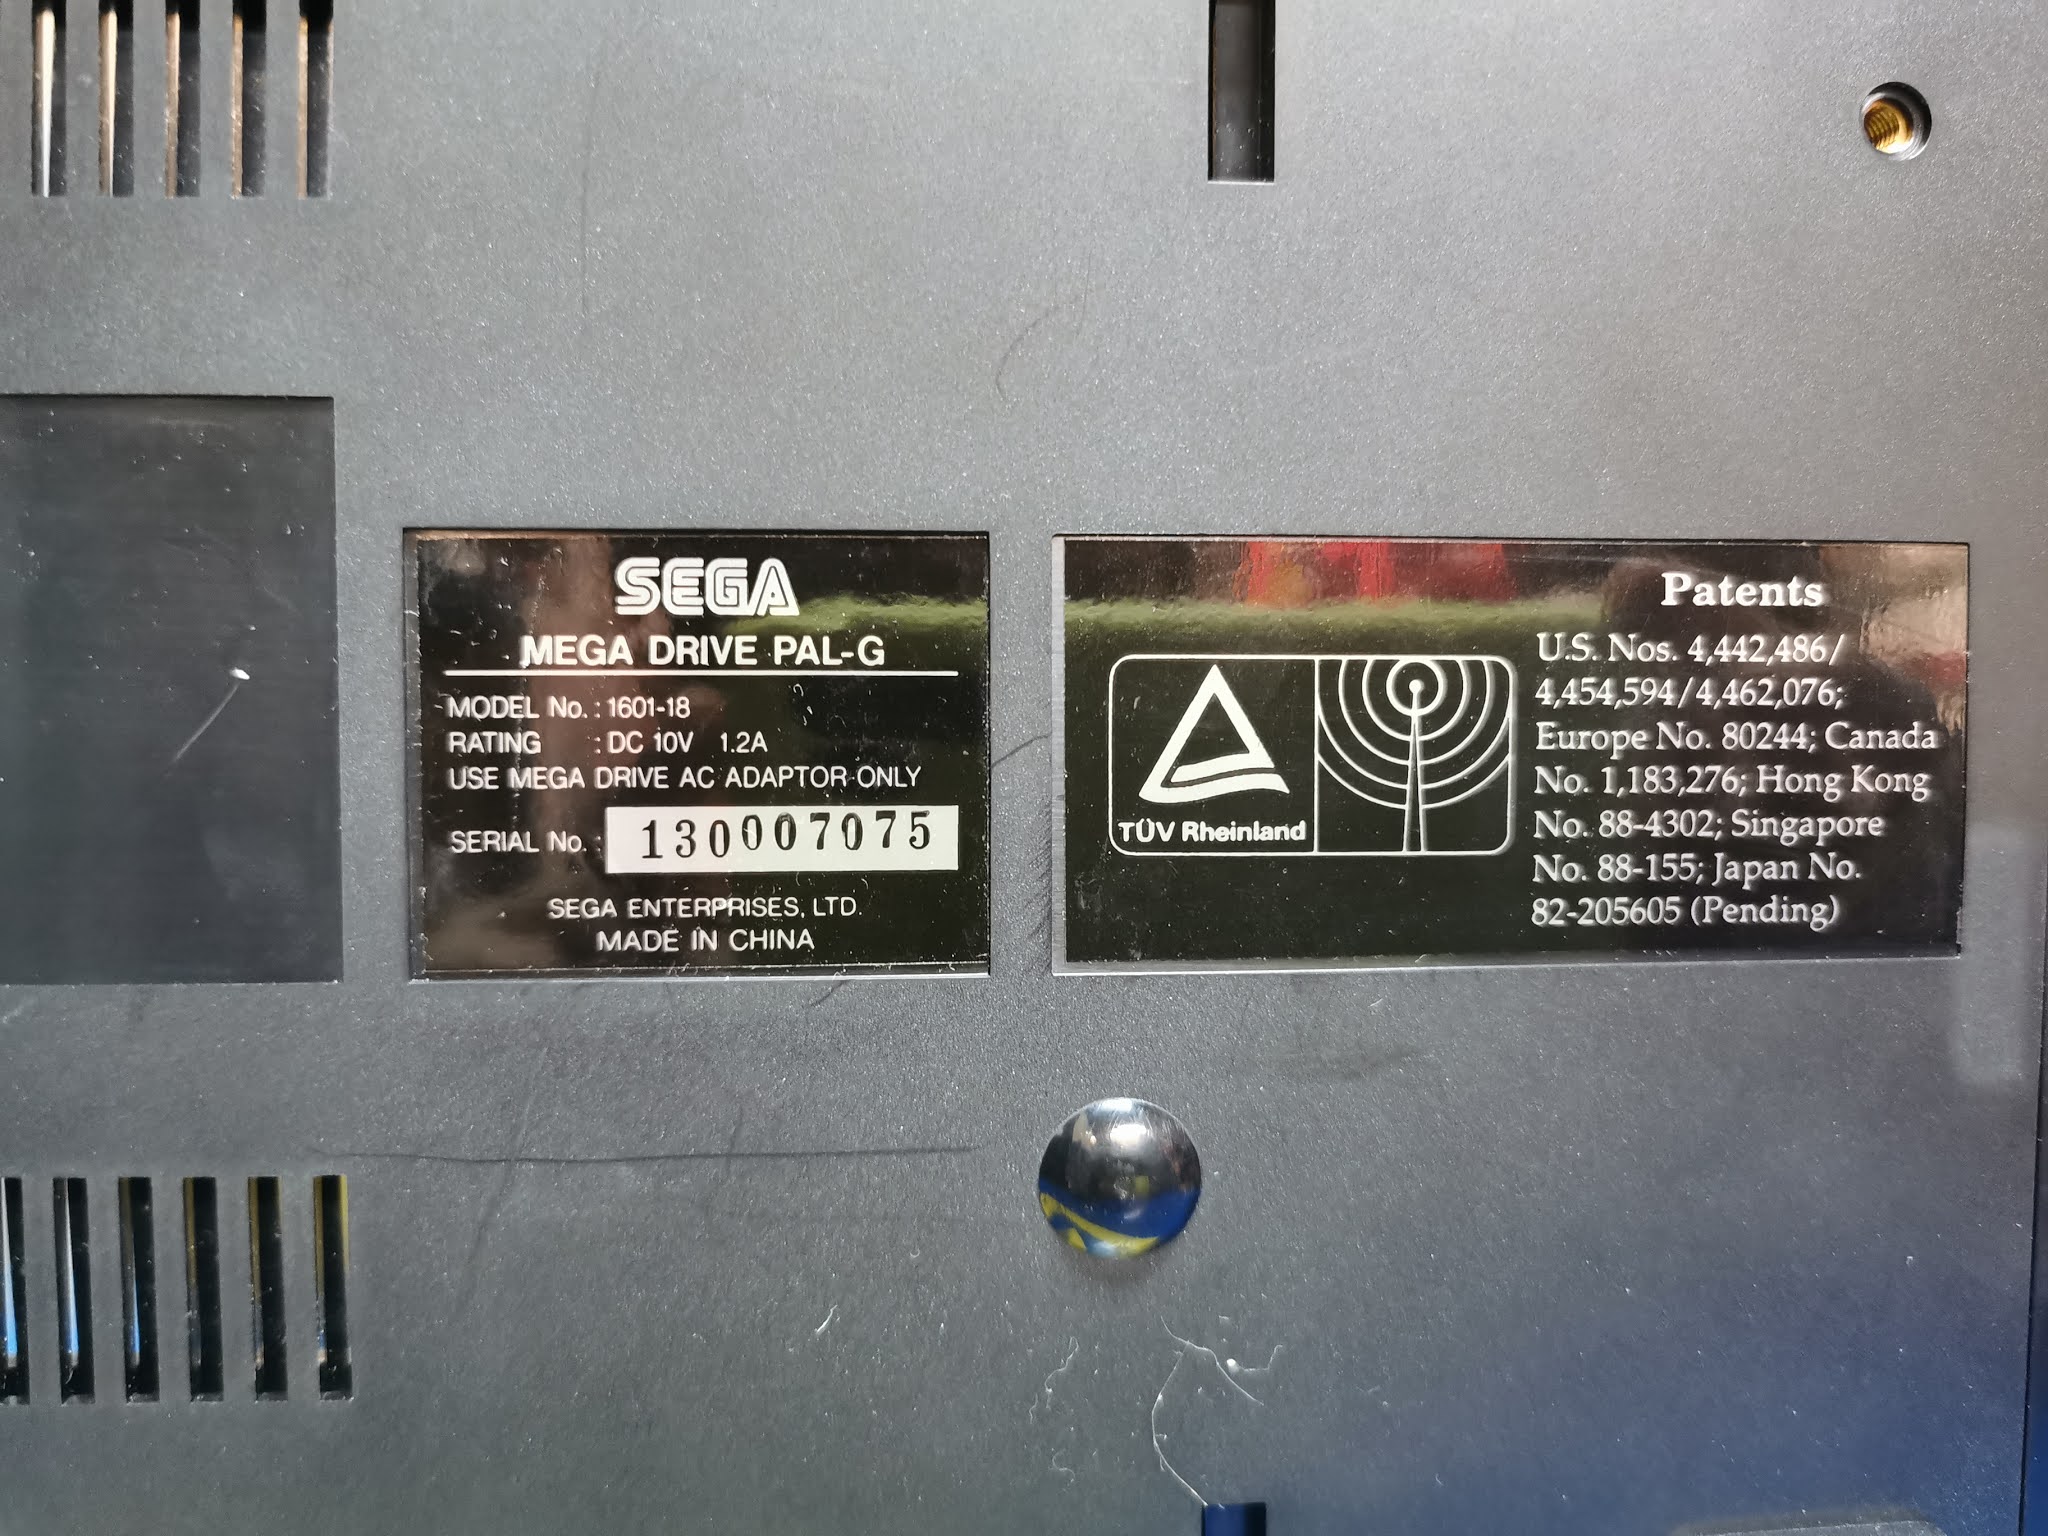 SEGA
MEGA DRIVE PAL-G
MODEL No. : 1601-18
RATING : DC 10V 1.2A
USE MEGA DRIVE AC ADAPTOR ONLY
SERIAL No. : 130007075
SEGA ENTERPRISES, LTD.
MADE IN CHINA
TÜV Rheinland
Patents
U.S. Nos. 4,442,486/
4,454,594/4,462,076;
Europe No. 80244; Canada
No. 1,183,276; Hong Kong
No. 88-4302; Singapore
No. 88-155; Japan No.
82-205605 (Pending)